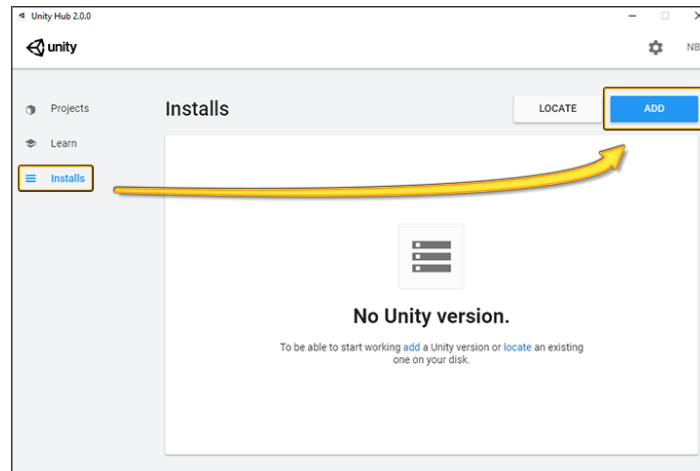 Unity Hub 2.0.0
unity
NB
Projects
Learn
Installs
Installs
LOCATE
ADD
No Unity version.
To be able to start working add a Unity version or locate an existing
one on your disk.